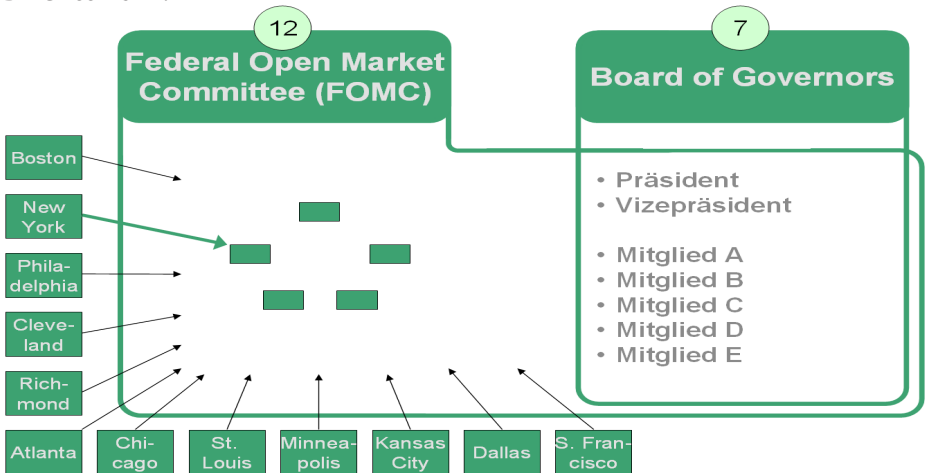 12
7
Federal Open Market
Committee (FOMC)
Board of Governors
Boston
New
York
Phila-
delphia
Cleve-
land
Rich-
mond
Atlanta
Chi-
cago
St.
Louis
Minnea-
polis
Kansas
City
Dallas
S. Fran-
cisco
• Präsident
• Vizepräsident
• Mitglied A
• Mitglied B
• Mitglied C
• Mitglied D
• Mitglied E